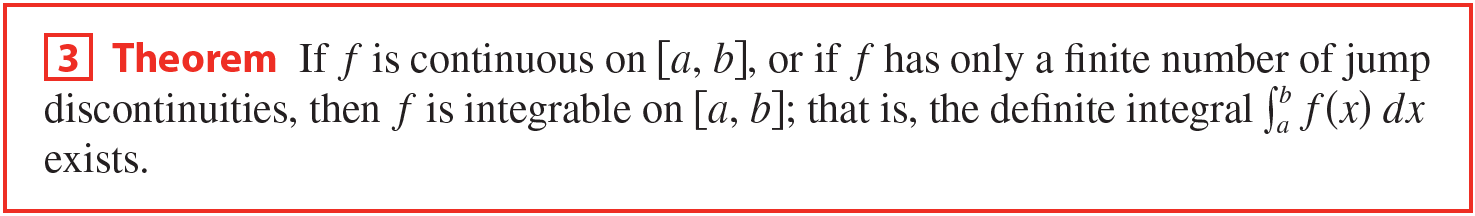 3 Theorem If f is continuous on [a, b], or if f has only a finite number of jump
discontinuities, then f is integrable on [a, b]; that is, the definite integral ∫ₐᵇ f(x) dx
exists.